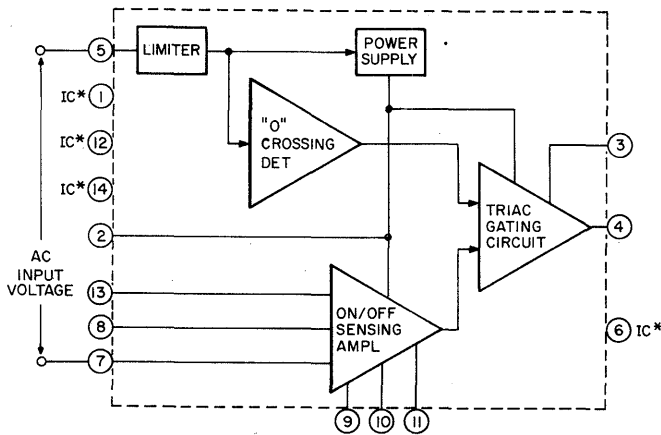 5
LIMITER
POWER
SUPPLY
IC* 1
"O"
CROSSING
DET
IC* 12
3
IC* 14
TRIAC
GATING
CIRCUIT
4
2
AC
INPUT
VOLTAGE
13
ON/OFF
SENSING
AMPL
8
6 IC*
7
9
10
11